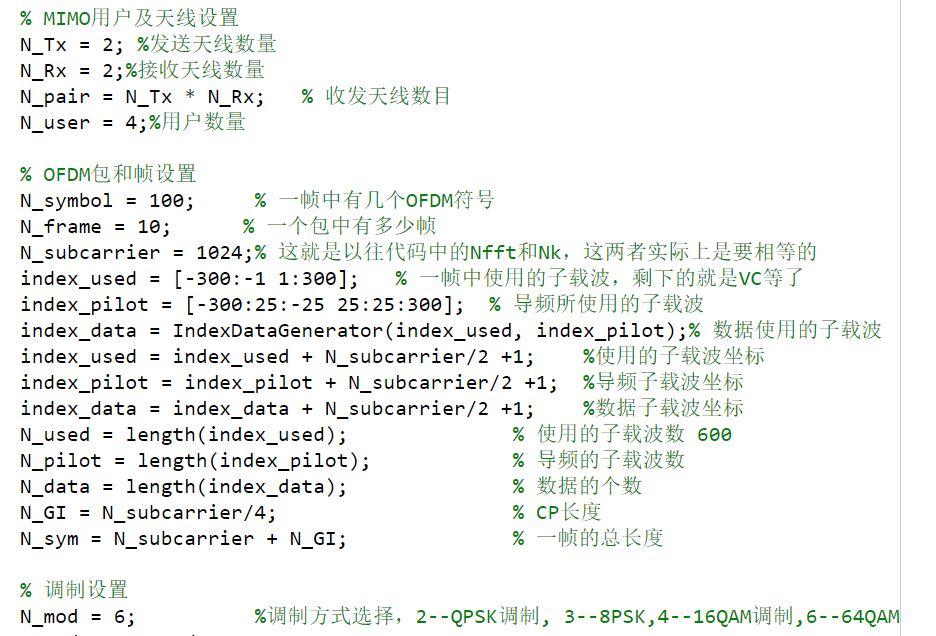 % MIMO用户及天线设置
N_Tx = 2; %发送天线数量
N_Rx = 2;%接收天线数量
N_pair = N_Tx * N_Rx;   % 收发天线数目
N_user = 4;%用户数量
% OFDM包和帧设置
N_symbol = 100;     % 一帧中有几个OFDM符号
N_frame = 10;      % 一个包中有多少帧
N_subcarrier = 1024;% 这就是以往代码中的Nfft和Nk，这两者实际上是要相等的
index_used = [-300:-1 1:300];   % 一帧中使用的子载波，剩下的就是VC等了
index_pilot = [-300:25:-25 25:25:300];  % 导频所使用的子载波
index_data = IndexDataGenerator(index_used, index_pilot);% 数据使用的子载波
index_used = index_used + N_subcarrier/2 +1;    %使用的子载波坐标
index_pilot = index_pilot + N_subcarrier/2 +1;  %导频子载波坐标
index_data = index_data + N_subcarrier/2 +1;    %数据子载波坐标
N_used = length(index_used);              % 使用的子载波数 600
N_pilot = length(index_pilot);            % 导频的子载波数
N_data = length(index_data);              % 数据的个数
N_GI = N_subcarrier/4;                    % CP长度
N_sym = N_subcarrier + N_GI;              % 一帧的总长度
% 调制设置
N_mod = 6;          %调制方式选择，2--QPSK调制, 3--8PSK,4--16QAM调制,6--64QAM